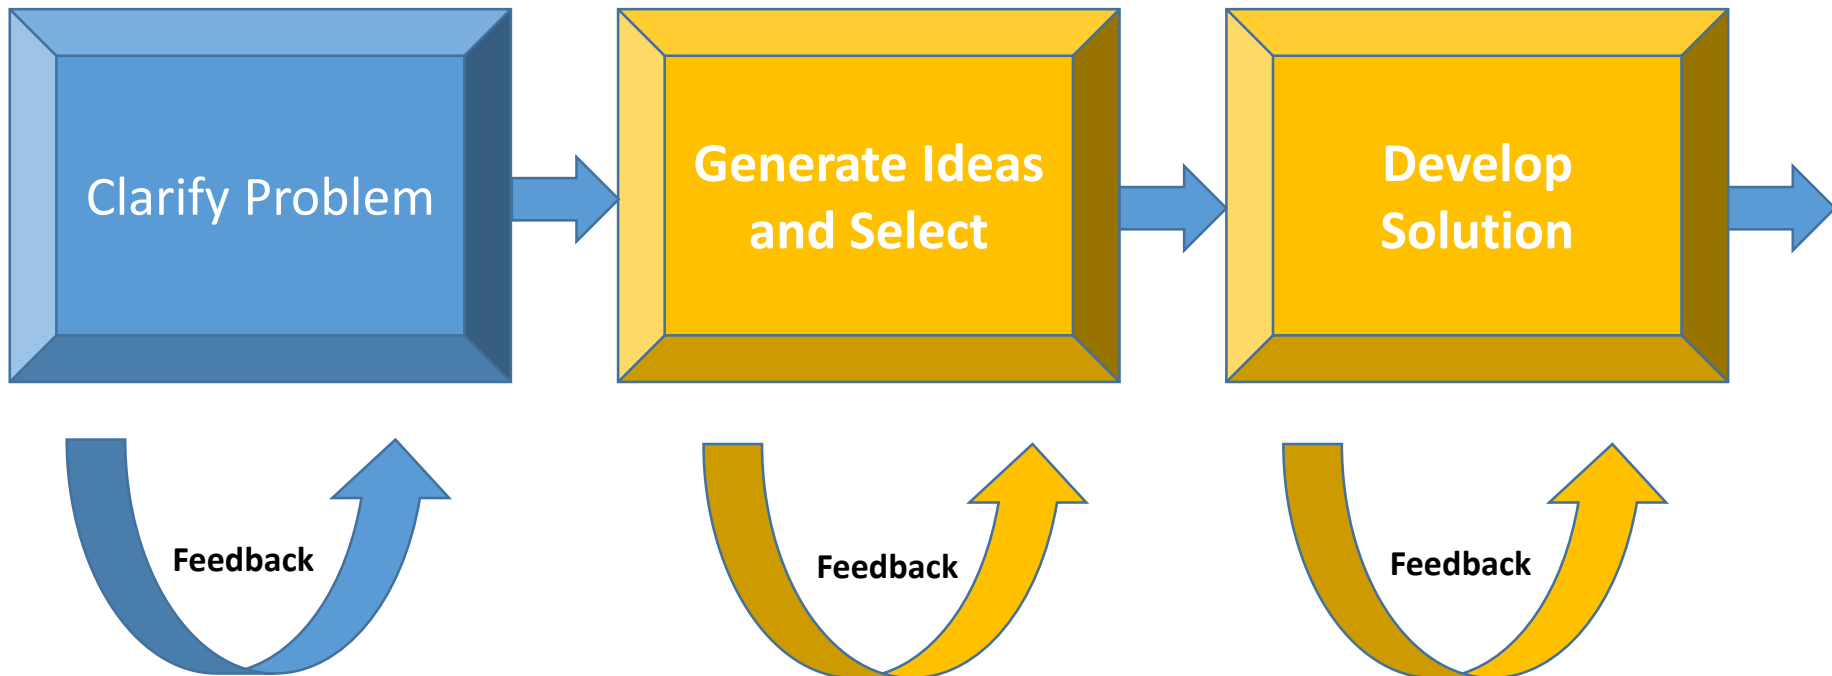 Clarify Problem
Generate Ideas
and Select
Develop
Solution
Feedback
Feedback
Feedback